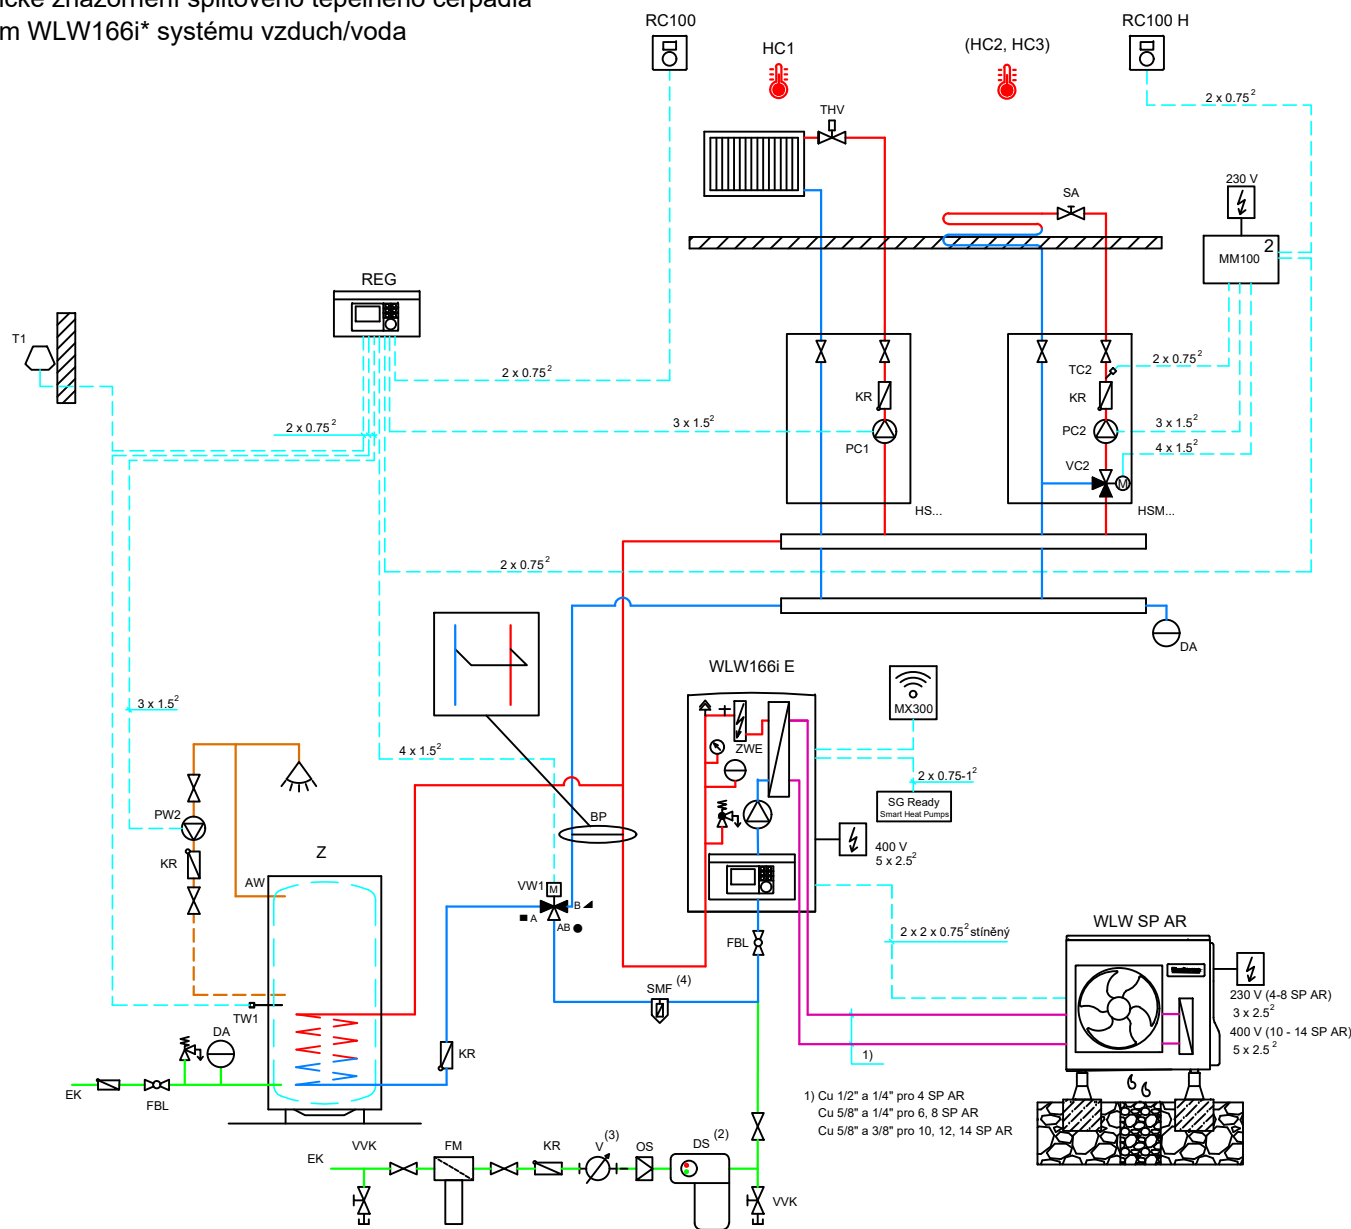 ické znázornění splitového tepelného čerpadla
m WLW166i* systému vzduch/voda
RC100
RC100 H
HC1
(HC2, HC3)
2 x 0.75²
THV
230 V
SA
2
MM100
REG
T1
2 x 0.75²
TC2
2 x 0.75²
KR
KR
2 x 0.75²
3 x 1.5²
PC1
PC2
3 x 1.5²
4 x 1.5²
VC2
M
HS...
HSM...
2 x 0.75²
DA
WLW166i E
MX300
3 x 1.5²
4 x 1.5²
ZWE
2 x 0.75-1²
SG Ready
Smart Heat Pumps
PW2
BP
400 V
5 x 2.5²
Z
KR
AW
VW1
M
B
A
AB
FBL
2 x 2 x 0.75² stíněný
WLW SP AR
SMF (4)
230 V (4-8 SP AR)
3 x 2.5²
400 V (10 - 14 SP AR)
5 x 2.5²
TW1
DA
KR
1)
EK
FBL
1) Cu 1/2" a 1/4" pro 4 SP AR
Cu 5/8" a 1/4" pro 6, 8 SP AR
Cu 5/8" a 3/8" pro 10, 12, 14 SP AR
EK
VVK
FM
KR
V (3)
OS
DS (2)
VVK